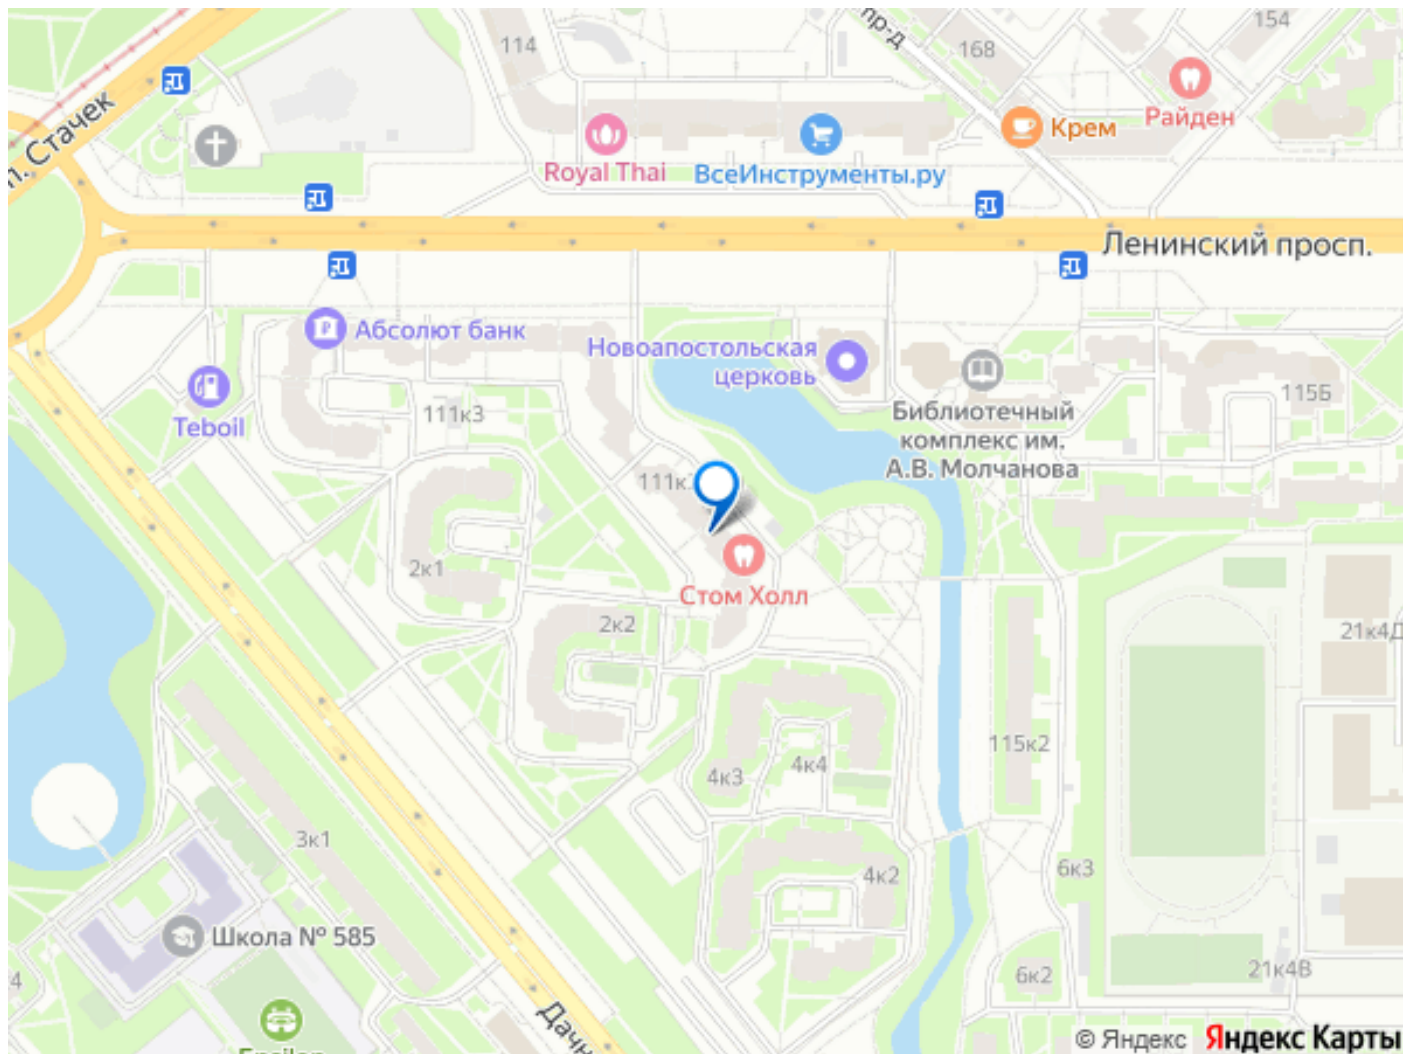 114
пр-д
168
154
Райден
Крем
Стачек
Royal Thai
ВсеИнструменты.ру
Ленинский просп.
Абсолют банк
Новоапостольская
церковь
Teboil
111к3
Библиотечный
комплекс им.
А.В. Молчанова
115Б
111к
2к1
Стом Холл
2к2
21к4Д
115к2
4к4
4к3
3к1
4к2
6к3
Школа № 585
6к2
21к4В
4
Дачн
Epsilon
© Яндекс Яндекс Карты